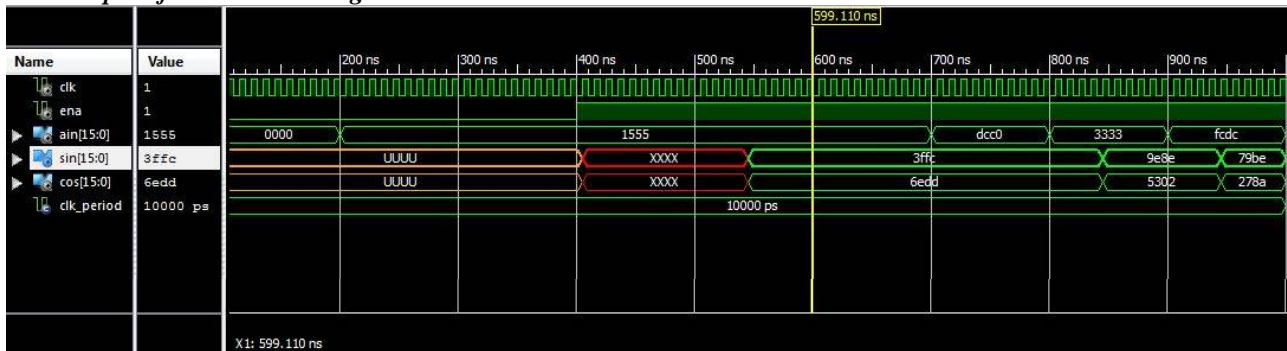 599.110 ns
Name Value 200 ns 300 ns 400 ns 500 ns 600 ns 700 ns 800 ns 900 ns
clk 1
ena 1
ain[15:0] 1555 0000 1555 dcc0 3333 fcdc
sin[15:0] 3ffc UUUU XXXX 3ffc 9e8e 79be
cos[15:0] 6edd UUUU XXXX 6edd 5302 278a
clk_period 10000 ps 10000 ps
X1: 599.110 ns